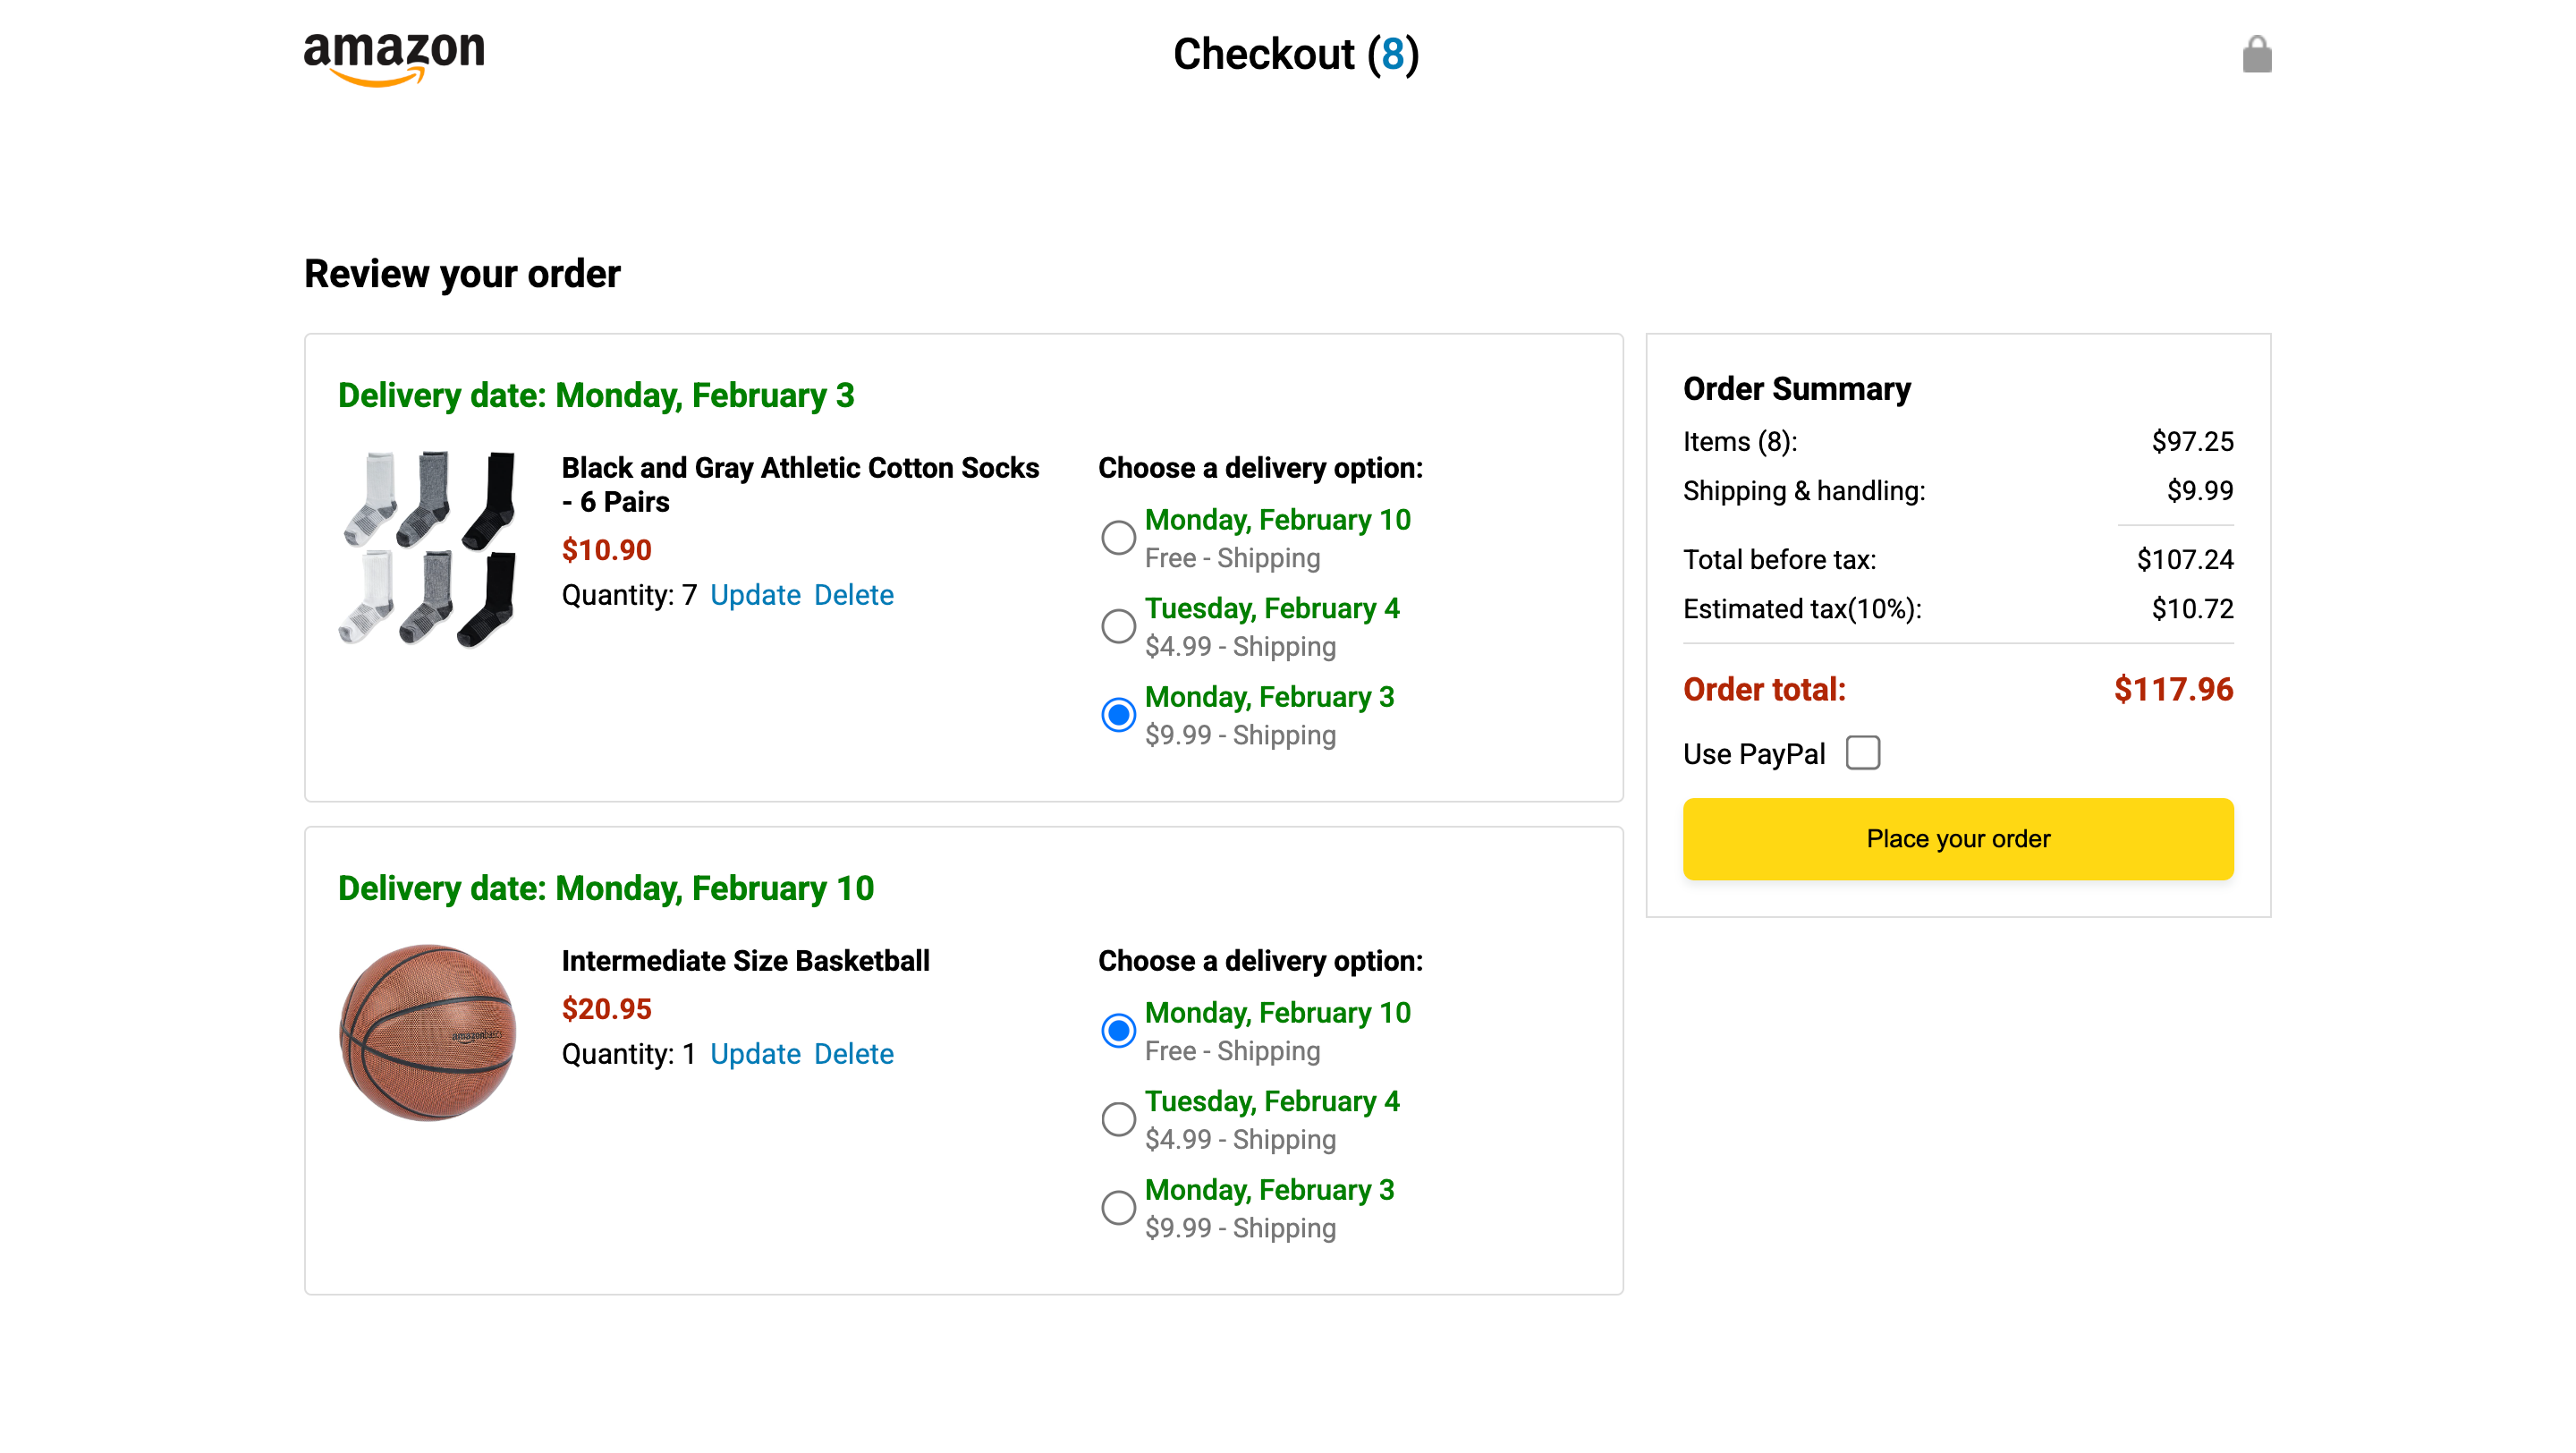 amazon
Checkout (8)
Review your order
Delivery date: Monday, February 3
Black and Gray Athletic Cotton Socks
- 6 Pairs
$10.90
Quantity: 7 Update Delete
Choose a delivery option:
Monday, February 10
Free - Shipping
Tuesday, February 4
$4.99 - Shipping
Monday, February 3
$9.99 - Shipping
Delivery date: Monday, February 10
amazonbasics
Intermediate Size Basketball
$20.95
Quantity: 1 Update Delete
Choose a delivery option:
Monday, February 10
Free - Shipping
Tuesday, February 4
$4.99 - Shipping
Monday, February 3
$9.99 - Shipping
Order Summary
Items (8): $97.25
Shipping & handling: $9.99
Total before tax: $107.24
Estimated tax(10%): $10.72
Order total: $117.96
Use PayPal
Place your order